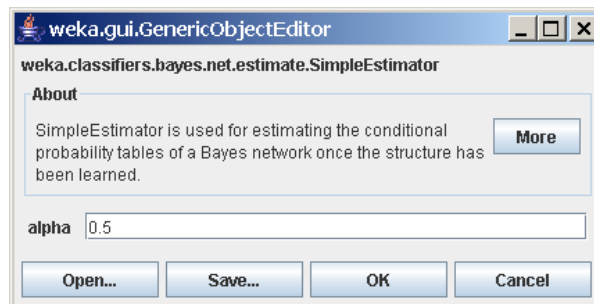 weka.gui.GenericObjectEditor
weka.classifiers.bayes.net.estimate.SimpleEstimator
About
SimpleEstimator is used for estimating the conditional
probability tables of a Bayes network once the structure has
been learned.
More
alpha 0.5
Open... Save... OK Cancel